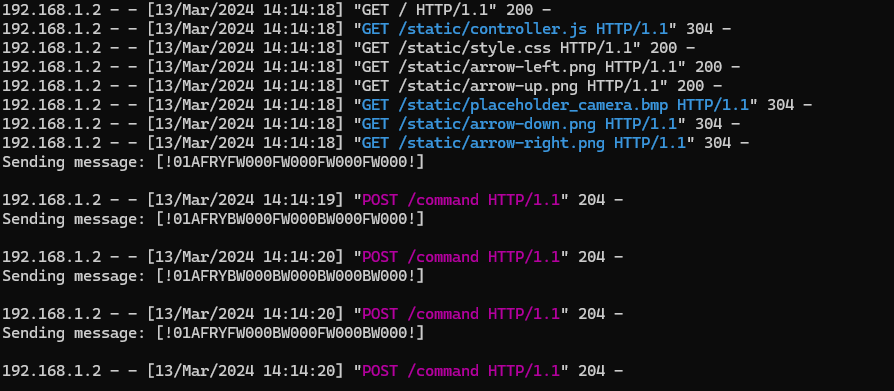 192.168.1.2 - - [13/Mar/2024 14:14:18] "GET / HTTP/1.1" 200 -
192.168.1.2 - - [13/Mar/2024 14:14:18] "GET /static/controller.js HTTP/1.1" 304 -
192.168.1.2 - - [13/Mar/2024 14:14:18] "GET /static/style.css HTTP/1.1" 200 -
192.168.1.2 - - [13/Mar/2024 14:14:18] "GET /static/arrow-left.png HTTP/1.1" 200 -
192.168.1.2 - - [13/Mar/2024 14:14:18] "GET /static/arrow-up.png HTTP/1.1" 200 -
192.168.1.2 - - [13/Mar/2024 14:14:18] "GET /static/placeholder_camera.bmp HTTP/1.1" 304 -
192.168.1.2 - - [13/Mar/2024 14:14:18] "GET /static/arrow-down.png HTTP/1.1" 304 -
192.168.1.2 - - [13/Mar/2024 14:14:18] "GET /static/arrow-right.png HTTP/1.1" 304 -
Sending message: [!01AFRYFW000FW000FW000FW000!]
192.168.1.2 - - [13/Mar/2024 14:14:19] "POST /command HTTP/1.1" 204 -
Sending message: [!01AFRYBW000FW000BW000FW000!]
192.168.1.2 - - [13/Mar/2024 14:14:20] "POST /command HTTP/1.1" 204 -
Sending message: [!01AFRYBW000BW000BW000BW000!]
192.168.1.2 - - [13/Mar/2024 14:14:20] "POST /command HTTP/1.1" 204 -
Sending message: [!01AFRYFW000BW000FW000BW000!]
192.168.1.2 - - [13/Mar/2024 14:14:20] "POST /command HTTP/1.1" 204 -